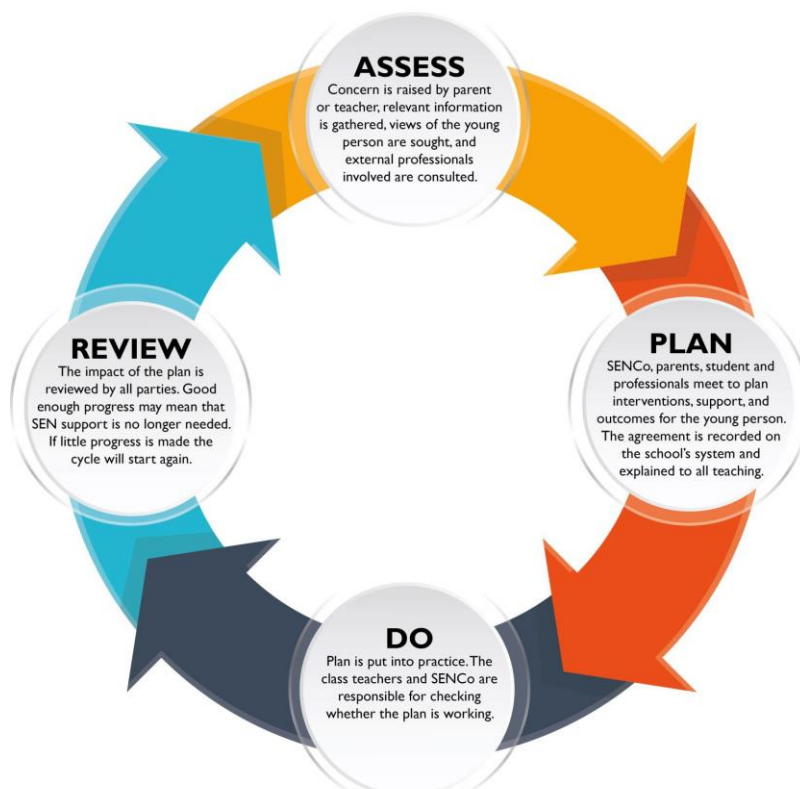 ASSESS
Concern is raised by parent
or teacher, relevant information
is gathered, views of the young
person are sought, and
external professionals
involved are consulted.
PLAN
SENCo, parents, student and
professionals meet to plan
interventions, support, and
outcomes for the young person.
The agreement is recorded on
the school's system and
explained to all teaching.
DO
Plan is put into practice. The
class teachers and SENCo are
responsible for checking
whether the plan is working.
REVIEW
The impact of the plan is
reviewed by all parties. Good
enough progress may mean that
SEN support is no longer needed.
If little progress is made the
cycle will start again.